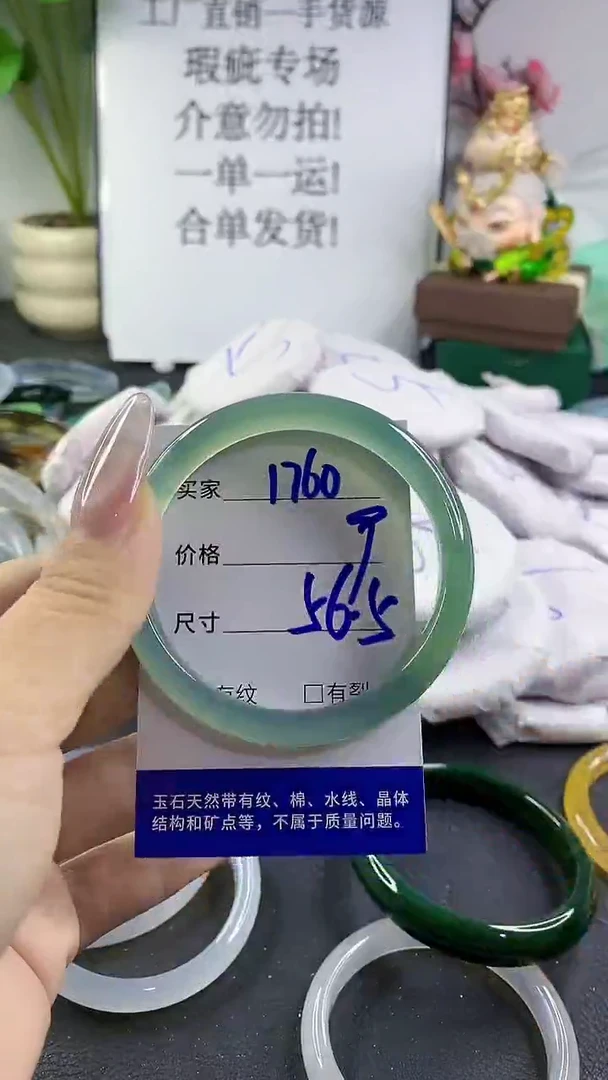 工厂直销一手货源
瑕疵专场
介意勿拍!
一单一运!
合单发货!
买家 1760
价格
尺寸 56.5
有纹 □有裂
玉石天然带有纹、棉、水线、晶体
结构和矿点等，不属于质量问题。